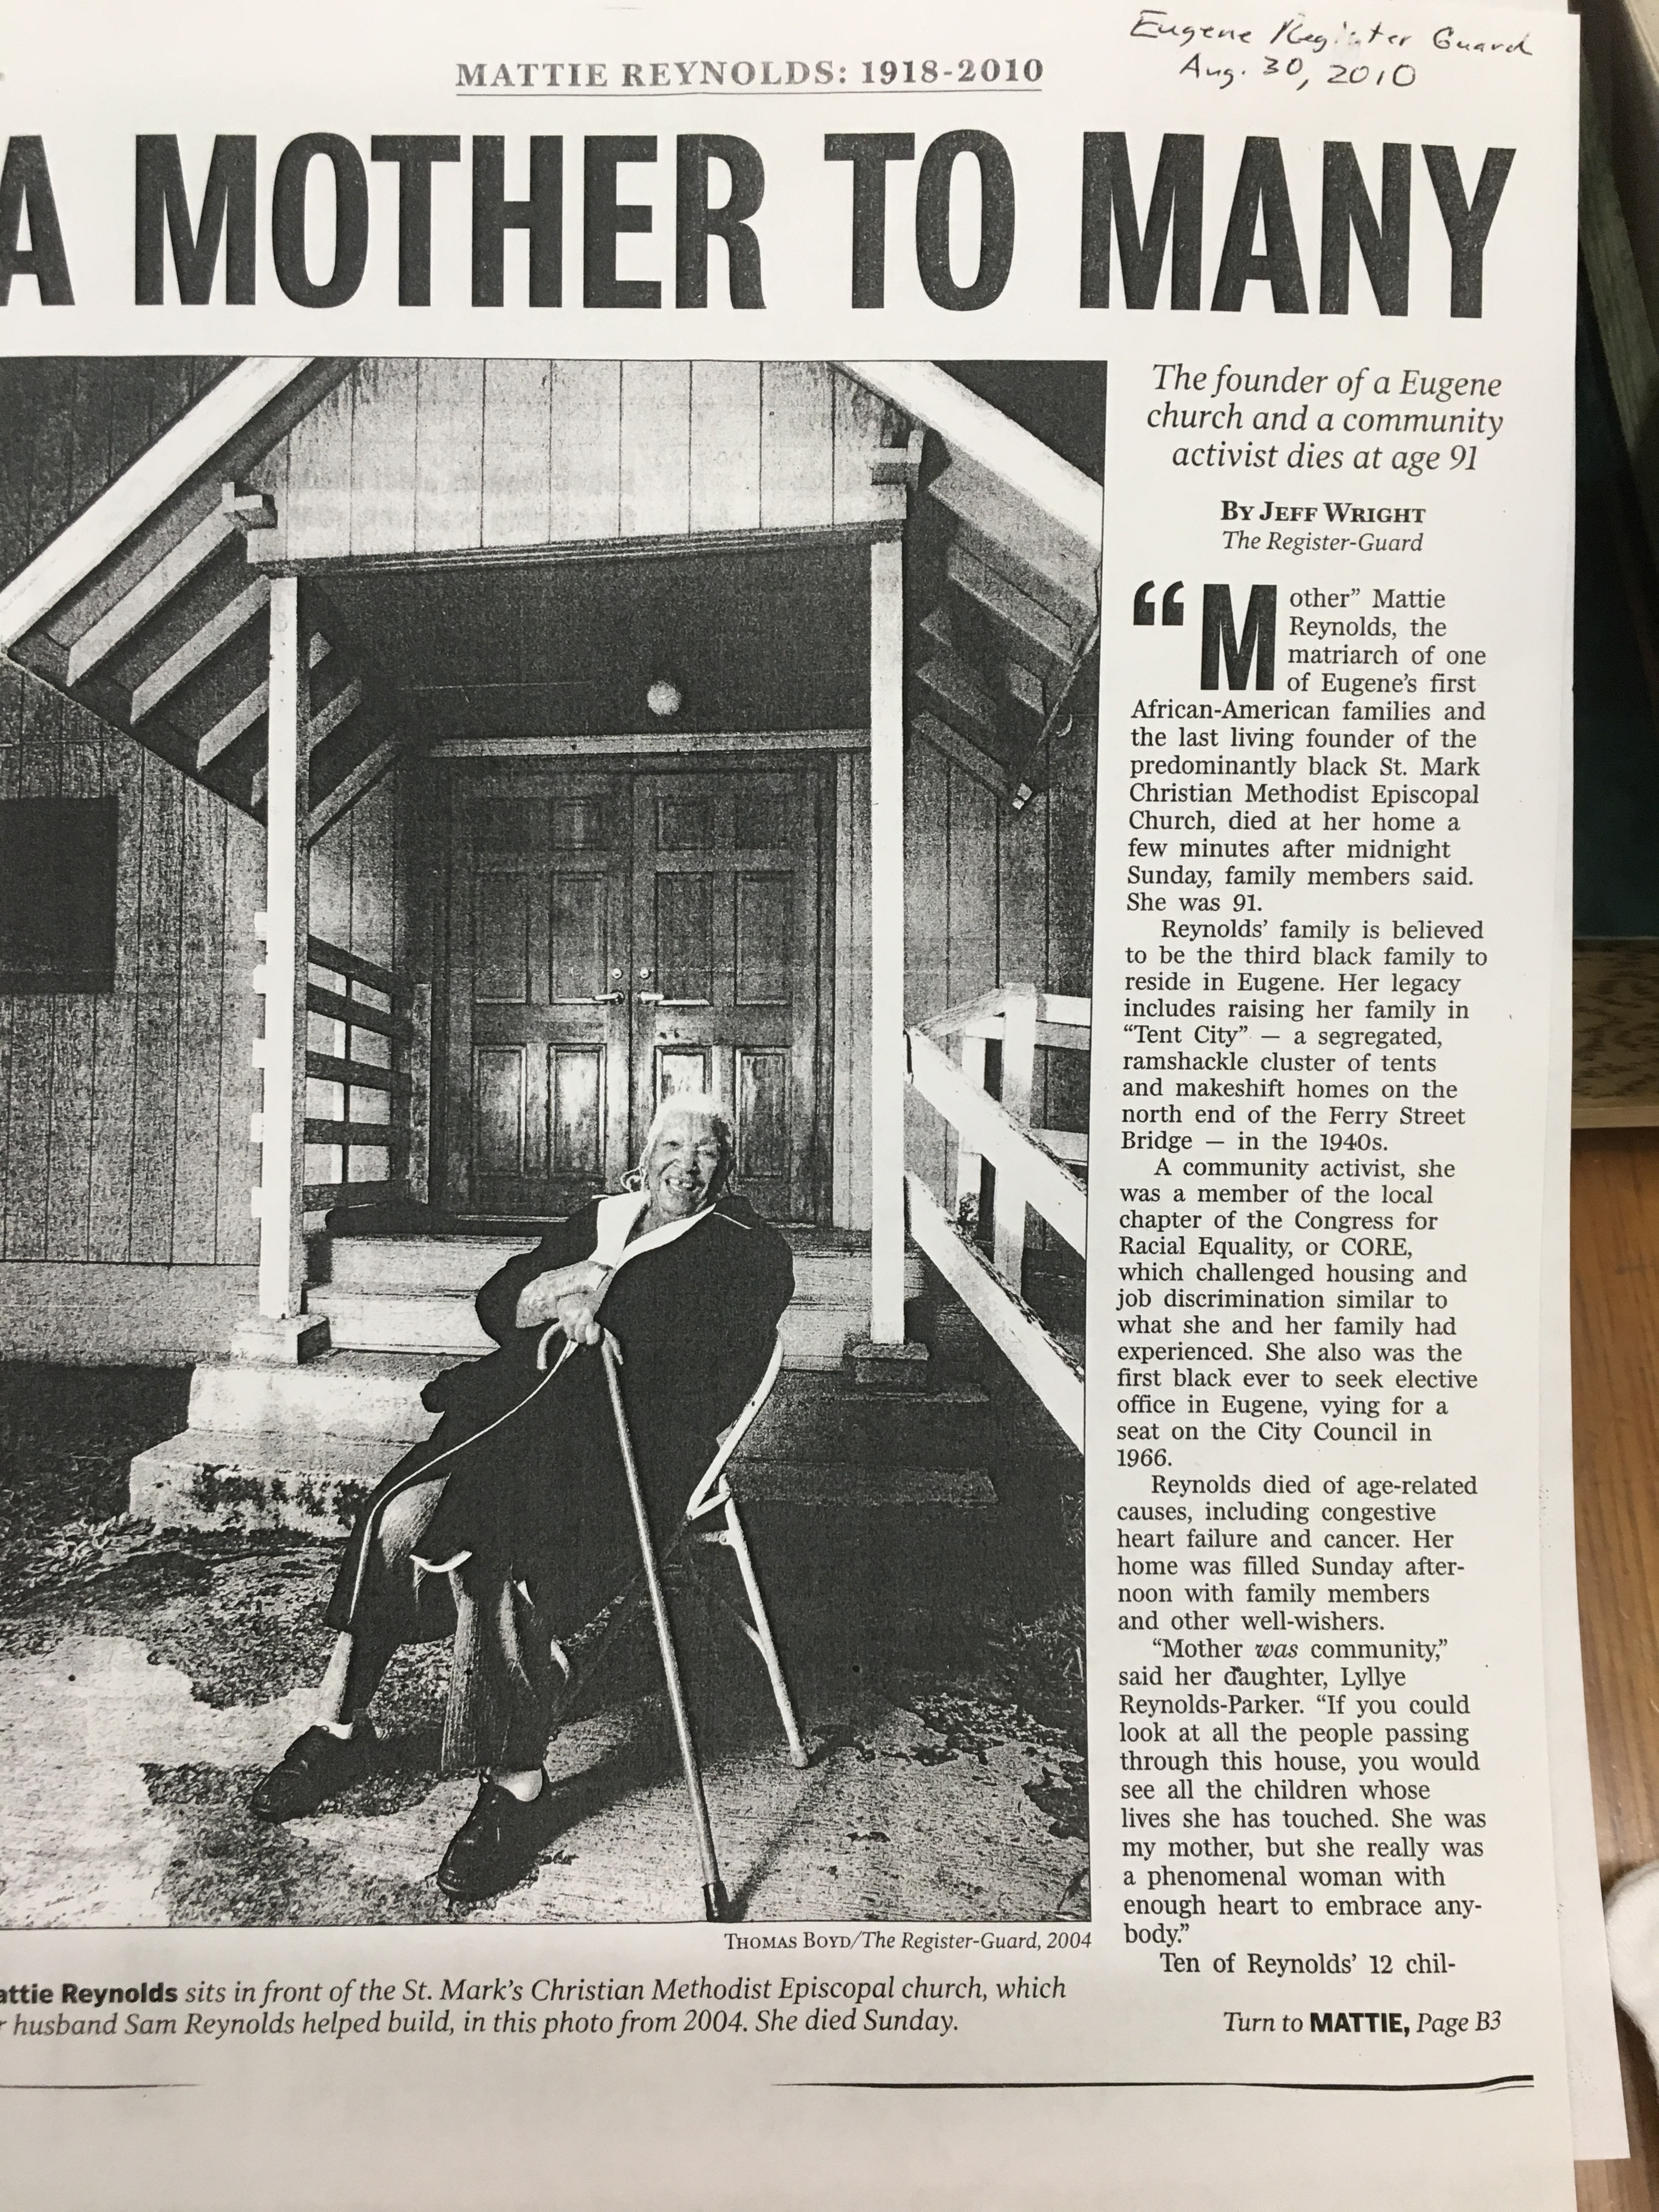 Eugene Register Guard
Aug. 30, 2010
MATTIE REYNOLDS: 1918-2010
A MOTHER TO MANY
The founder of a Eugene
church and a community
activist dies at age 91
BY JEFF WRIGHT
The Register-Guard
“Mother” Mattie
Reynolds, the
matriarch of one
of Eugene’s first
African-American families and
the last living founder of the
predominantly black St. Mark
Christian Methodist Episcopal
Church, died at her home a
few minutes after midnight
Sunday, family members said.
She was 91.
Reynolds’ family is believed
to be the third black family to
reside in Eugene. Her legacy
includes raising her family in
“Tent City” — a segregated,
ramshackle cluster of tents
and makeshift homes on the
north end of the Ferry Street
Bridge — in the 1940s.
A community activist, she
was a member of the local
chapter of the Congress for
Racial Equality, or CORE,
which challenged housing and
job discrimination similar to
what she and her family had
experienced. She also was the
first black ever to seek elective
office in Eugene, vying for a
seat on the City Council in
1966.
Reynolds died of age-related
causes, including congestive
heart failure and cancer. Her
home was filled Sunday after-
noon with family members
and other well-wishers.
“Mother was community,”
said her daughter, Lyllye
Reynolds-Parker. “If you could
look at all the people passing
through this house, you would
see all the children whose
lives she has touched. She was
my mother, but she really was
a phenomenal woman with
enough heart to embrace any-
body.”
Ten of Reynolds’ 12 chil-
Turn to MATTIE, Page B3
THOMAS BOYD/The Register-Guard, 2004
attie Reynolds sits in front of the St. Mark’s Christian Methodist Episcopal church, which
r husband Sam Reynolds helped build, in this photo from 2004. She died Sunday.